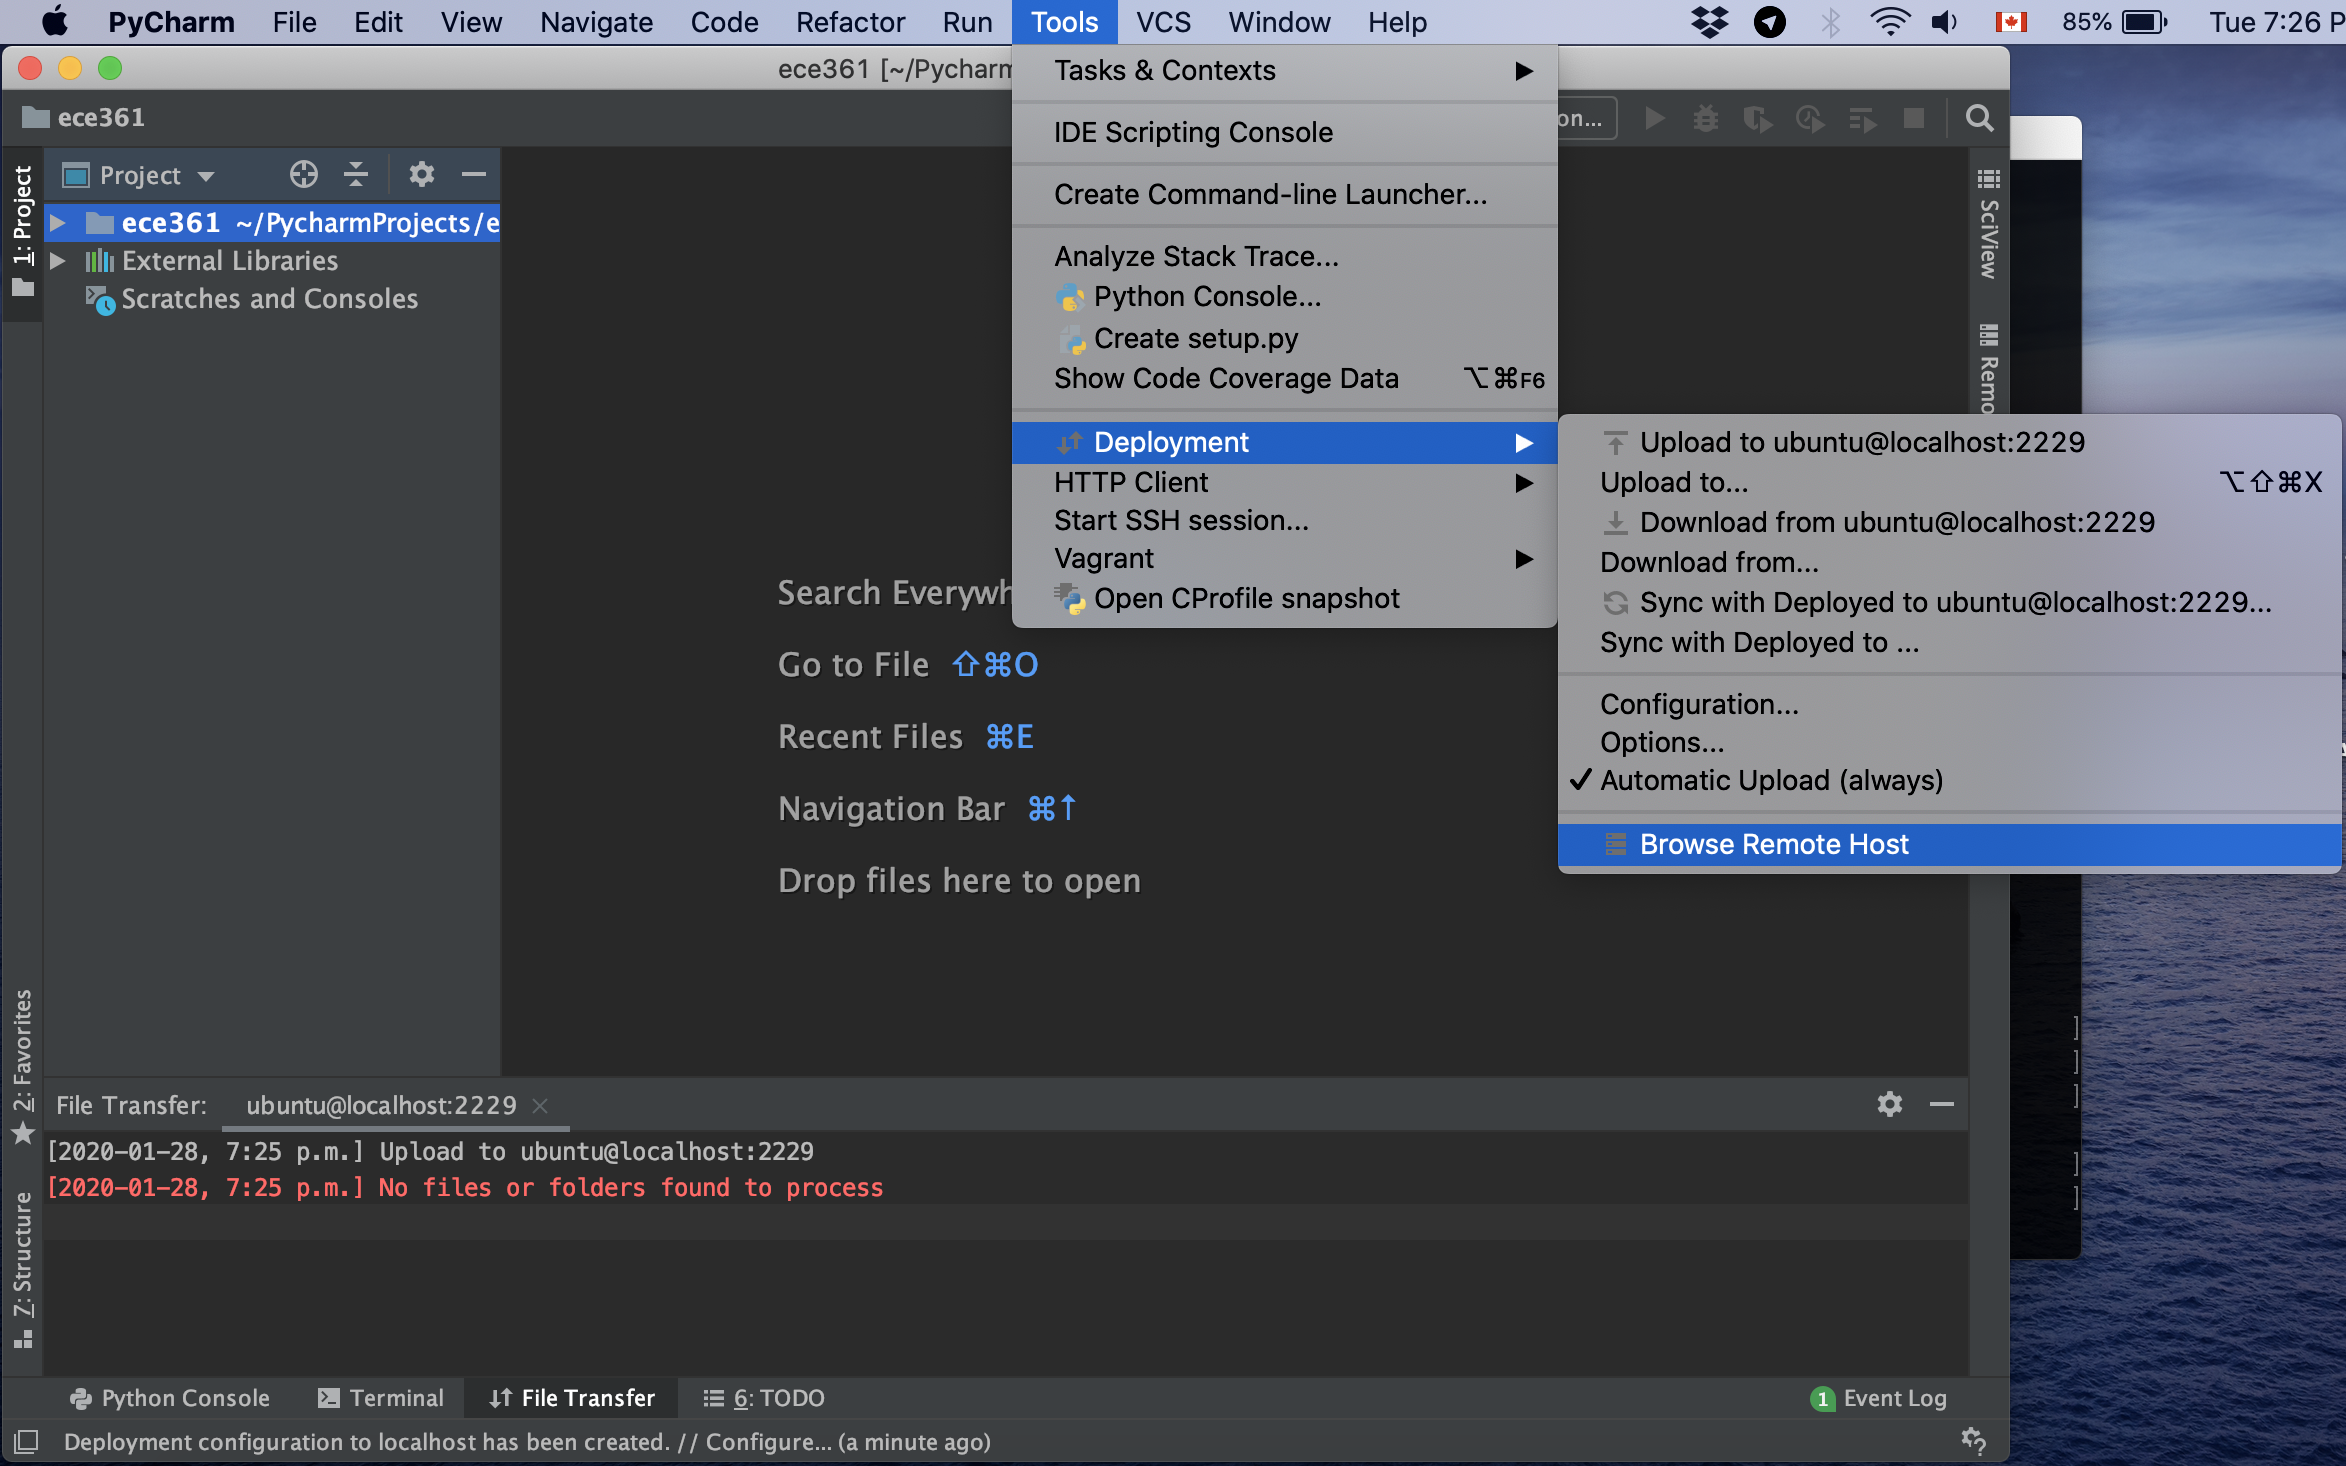 PyCharm File Edit View Navigate Code Refactor Run Tools VCS Window Help 85% Tue 7:26 P
ece361 [~/Pycharm
ece361
on...
Project
1: Project
ece361 ~/PycharmProjects/e
External Libraries
Scratches and Consoles
Tasks & Contexts
IDE Scripting Console
Create Command-line Launcher...
Analyze Stack Trace...
Python Console...
Create setup.py
Show Code Coverage Data ⌥⌘F6
Deployment
HTTP Client
Start SSH session...
Vagrant
Open CProfile snapshot
SciView
Remo
Upload to ubuntu@localhost:2229
Upload to... ⌥⇧⌘X
Download from ubuntu@localhost:2229
Download from...
Sync with Deployed to ubuntu@localhost:2229...
Sync with Deployed to ...
Configuration...
Options...
✓ Automatic Upload (always)
Browse Remote Host
Search Everywh
Go to File ⇧⌘O
Recent Files ⌘E
Navigation Bar ⌘↑
Drop files here to open
2: Favorites
Z: Structure
File Transfer: ubuntu@localhost:2229
[2020-01-28, 7:25 p.m.] Upload to ubuntu@localhost:2229
[2020-01-28, 7:25 p.m.] No files or folders found to process
]
]
]
]
]
Python Console Terminal File Transfer 6: TODO 1 Event Log
Deployment configuration to localhost has been created. // Configure... (a minute ago)